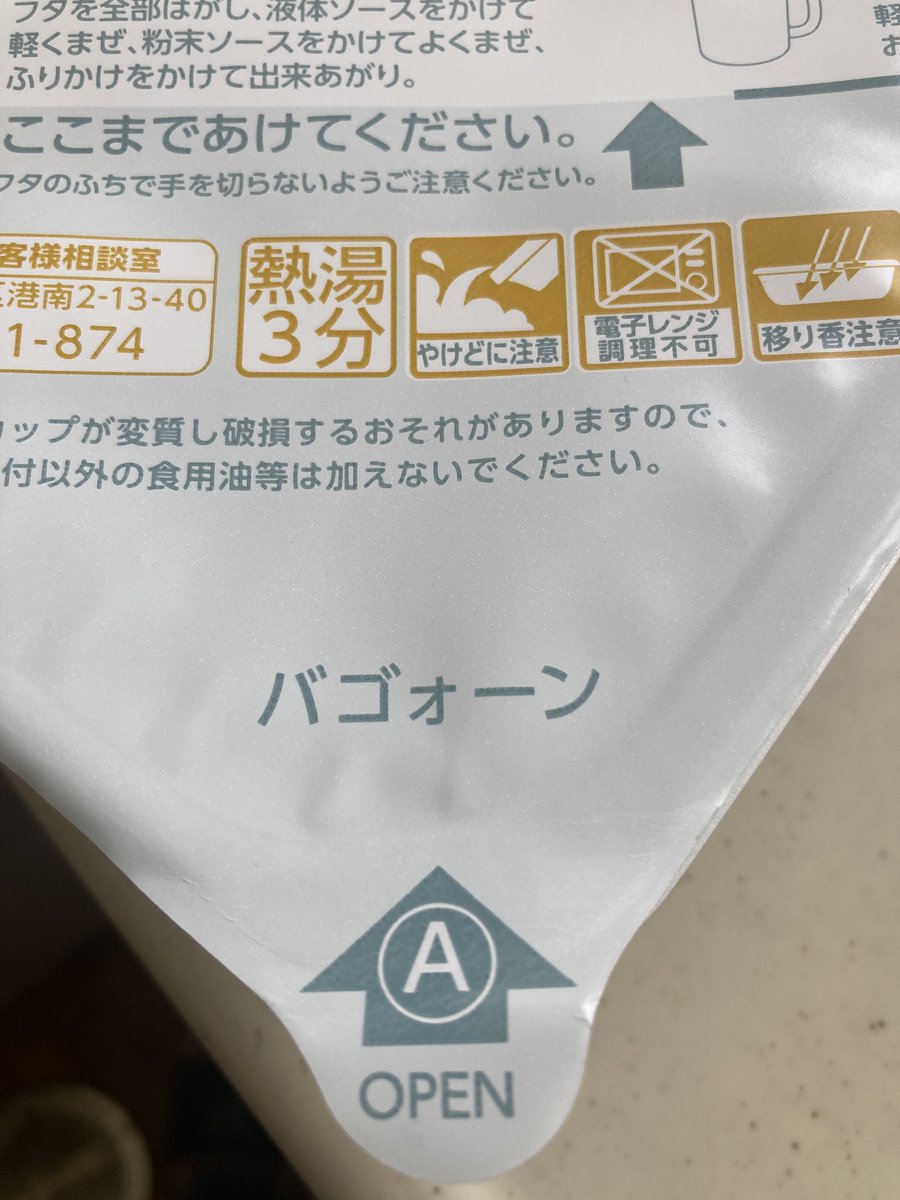 フタを全部はがし、液体ソースをかけて
軽くまぜ、粉末ソースをかけてよくまぜ、
ふりかけをかけて出来あがり。
軽
お
ここまであけてください。
フタのふちで手を切らないようご注意ください。
客様相談室
区港南2-13-40
1-874
熱湯
3分
やけどに注意
電子レンジ
調理不可
移り香注意
カップが変質し破損するおそれがありますので、
付以外の食用油等は加えないでください。
バゴォーン
A
OPEN